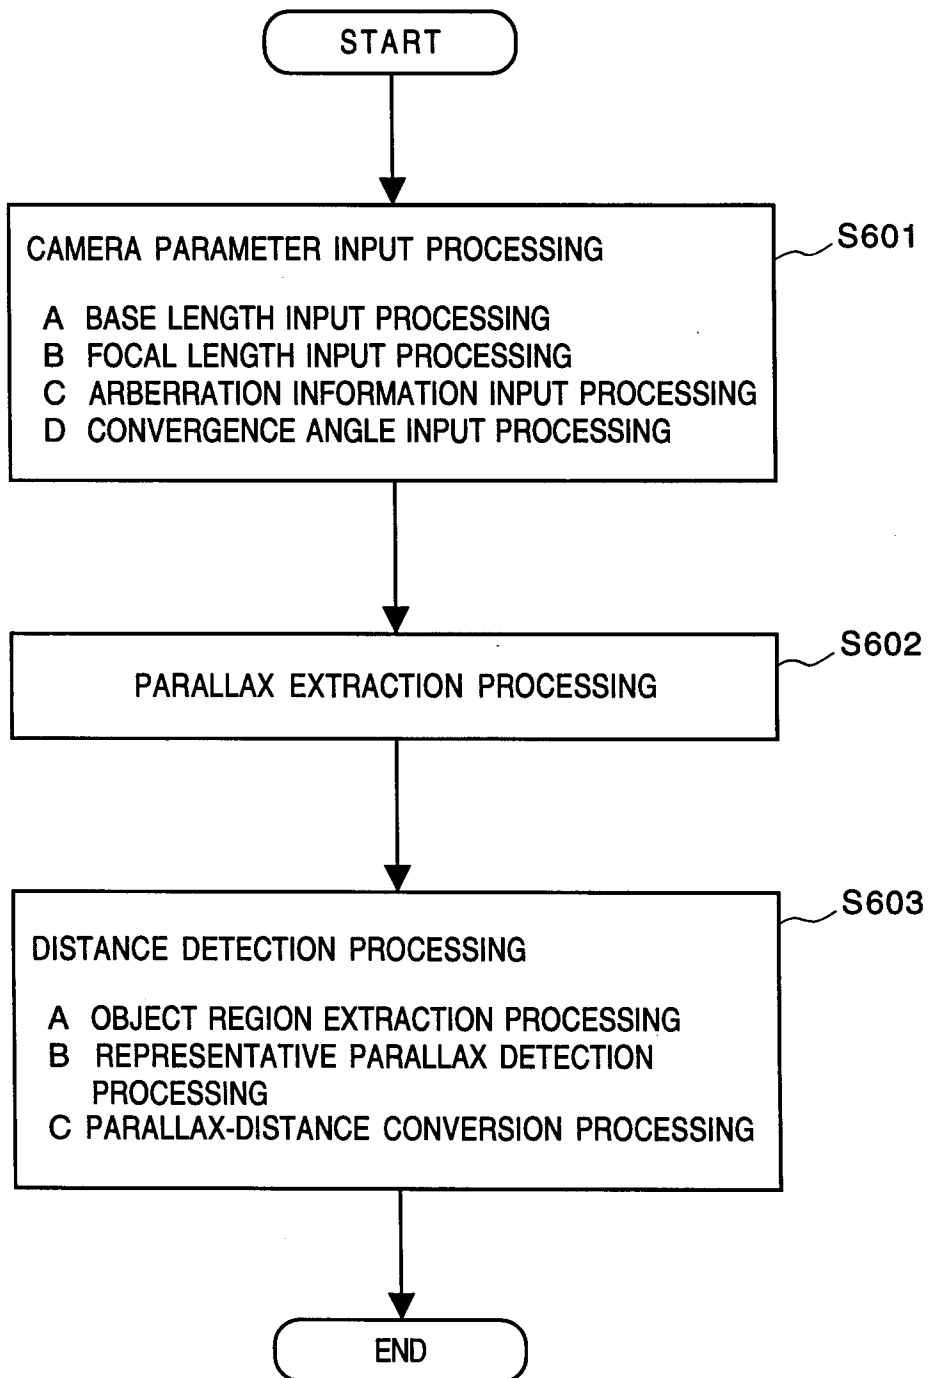 START
S601
CAMERA PARAMETER INPUT PROCESSING
A BASE LENGTH INPUT PROCESSING
B FOCAL LENGTH INPUT PROCESSING
C ARBERRATION INFORMATION INPUT PROCESSING
D CONVERGENCE ANGLE INPUT PROCESSING
S602
PARALLAX EXTRACTION PROCESSING
S603
DISTANCE DETECTION PROCESSING
A OBJECT REGION EXTRACTION PROCESSING
B REPRESENTATIVE PARALLAX DETECTION
PROCESSING
C PARALLAX-DISTANCE CONVERSION PROCESSING
END